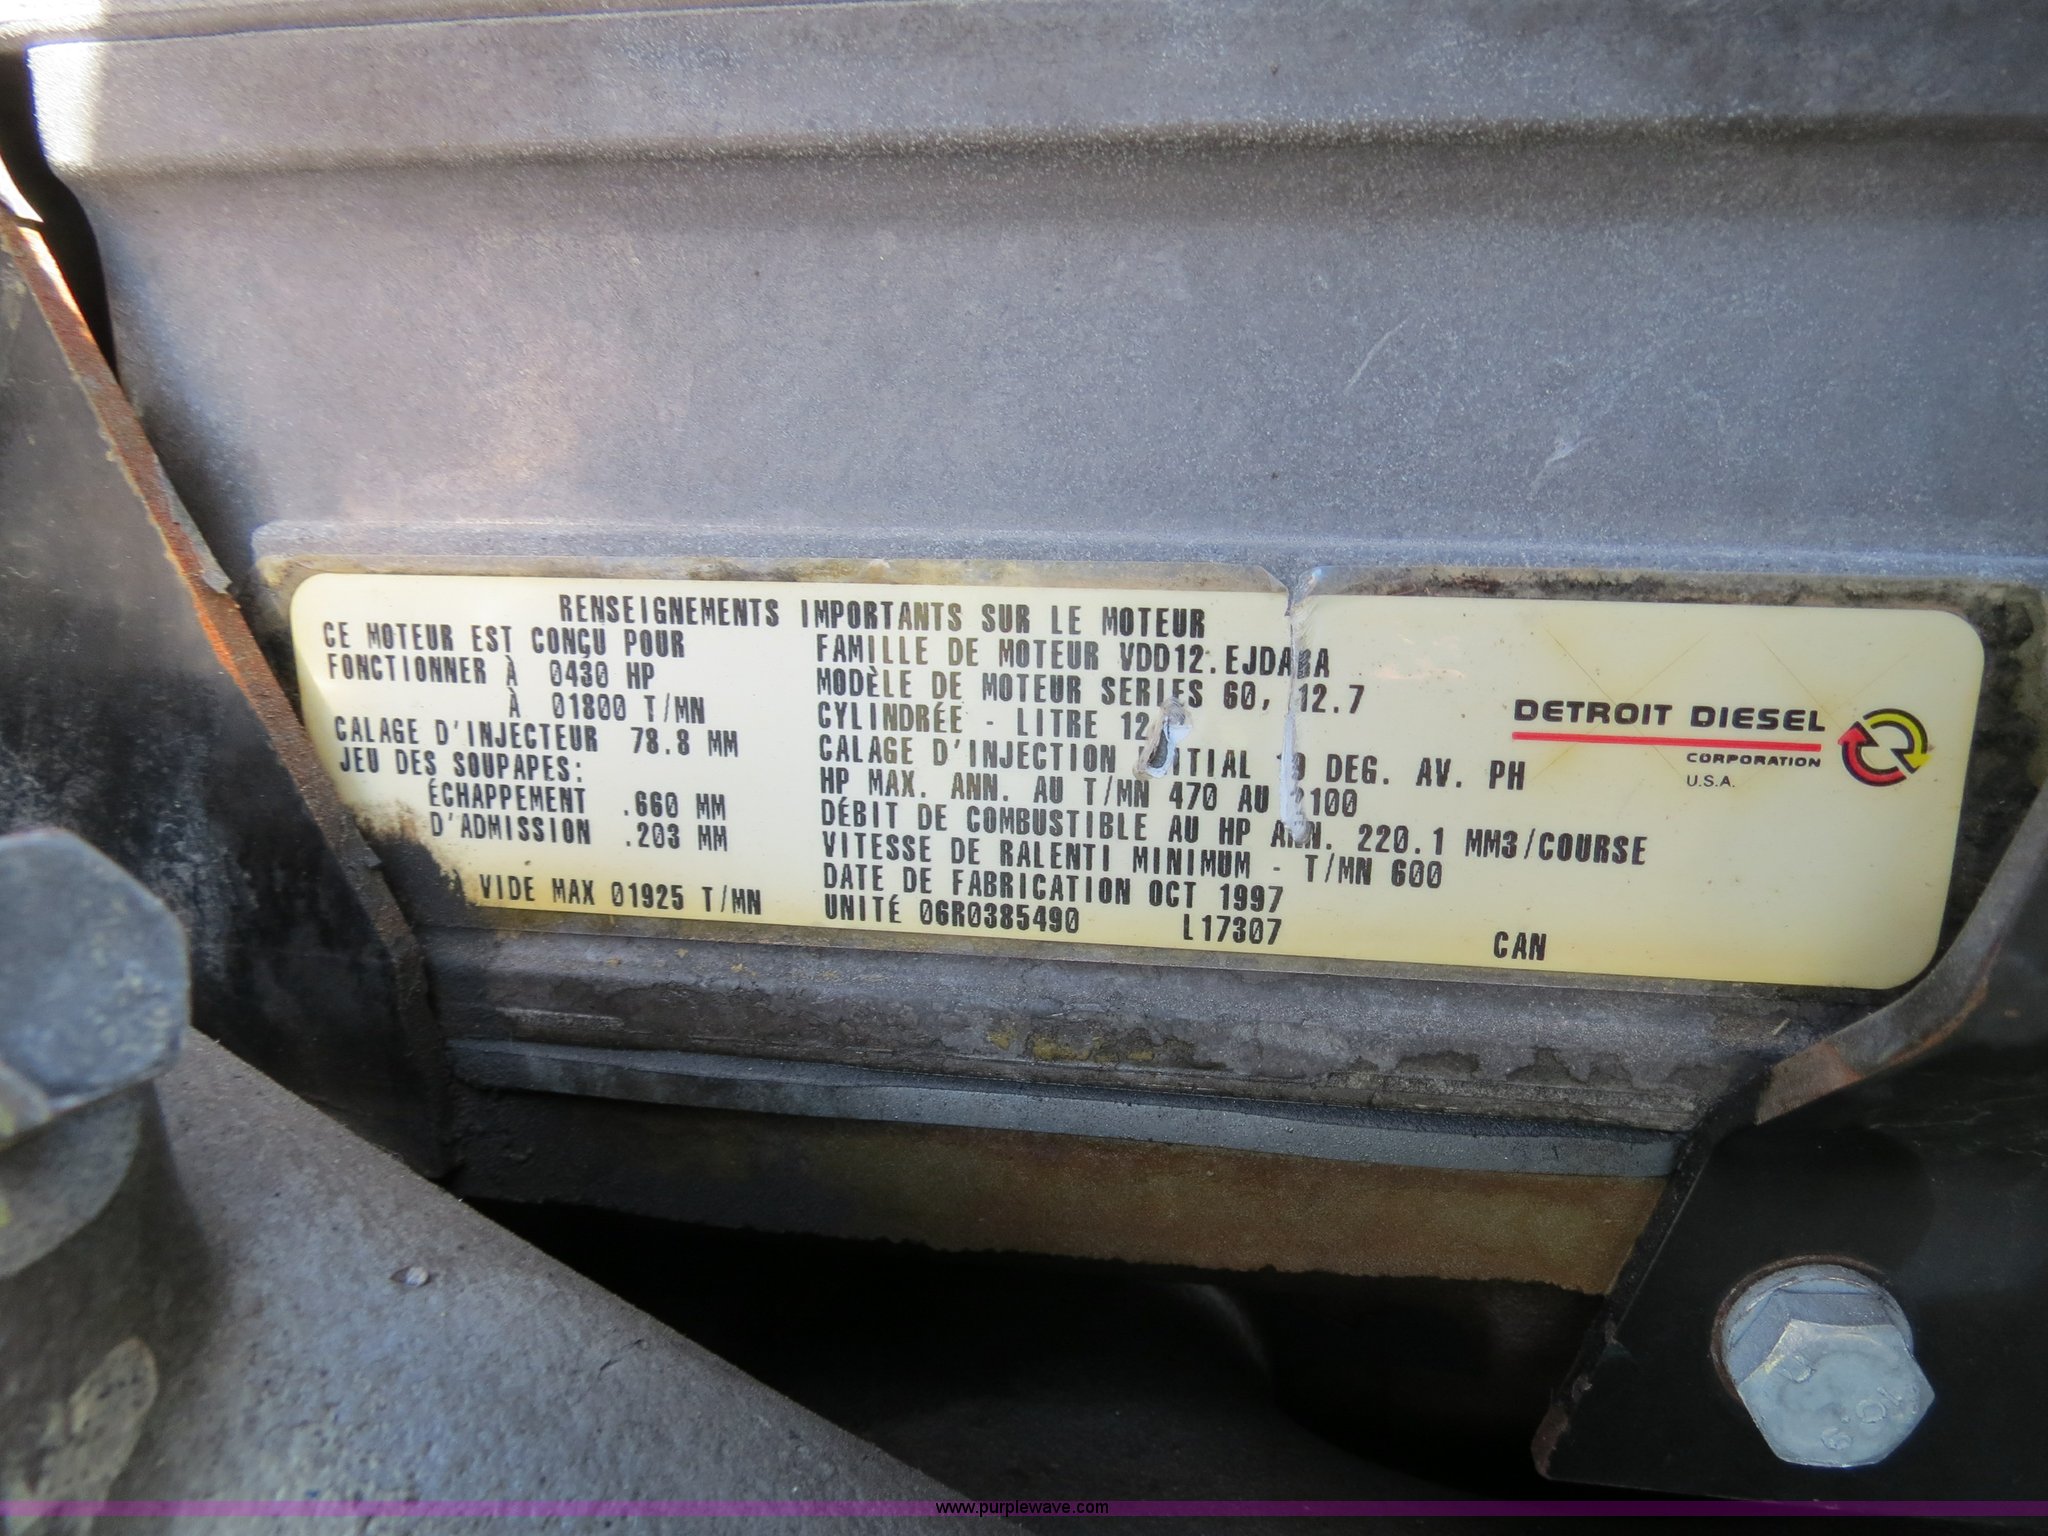 RENSEIGNEMENTS IMPORTANTS SUR LE MOTEUR
CE MOTEUR EST CONÇU POUR
FONCTIONNER À 0430 HP
À 01800 T/MN
CALAGE D'INJECTEUR 78.8 MM
JEU DES SOUPAPES:
ÉCHAPPEMENT .660 MM
D'ADMISSION .203 MM
VIDE MAX 01925 T/MN
FAMILLE DE MOTEUR
MODÈLE DE MOTEUR SERIES 60, 12.7
CYLINDRÉE - LITRE
CALAGE D'INJECTION DEG. AV. PH
HP MAX. ANN. AU T/MN 470 AU
DÉBIT DE COMBUSTIBLE AU HP ANN. 220.1 MM3/COURSE
VITESSE DE RALENTI MINIMUM - T/MN 600
DATE DE FABRICATION OCT 1997
UNITÉ 06R0385490 L17307 CAN
DETROIT DIESEL
CORPORATION
U.S.A.
www.purplewave.com